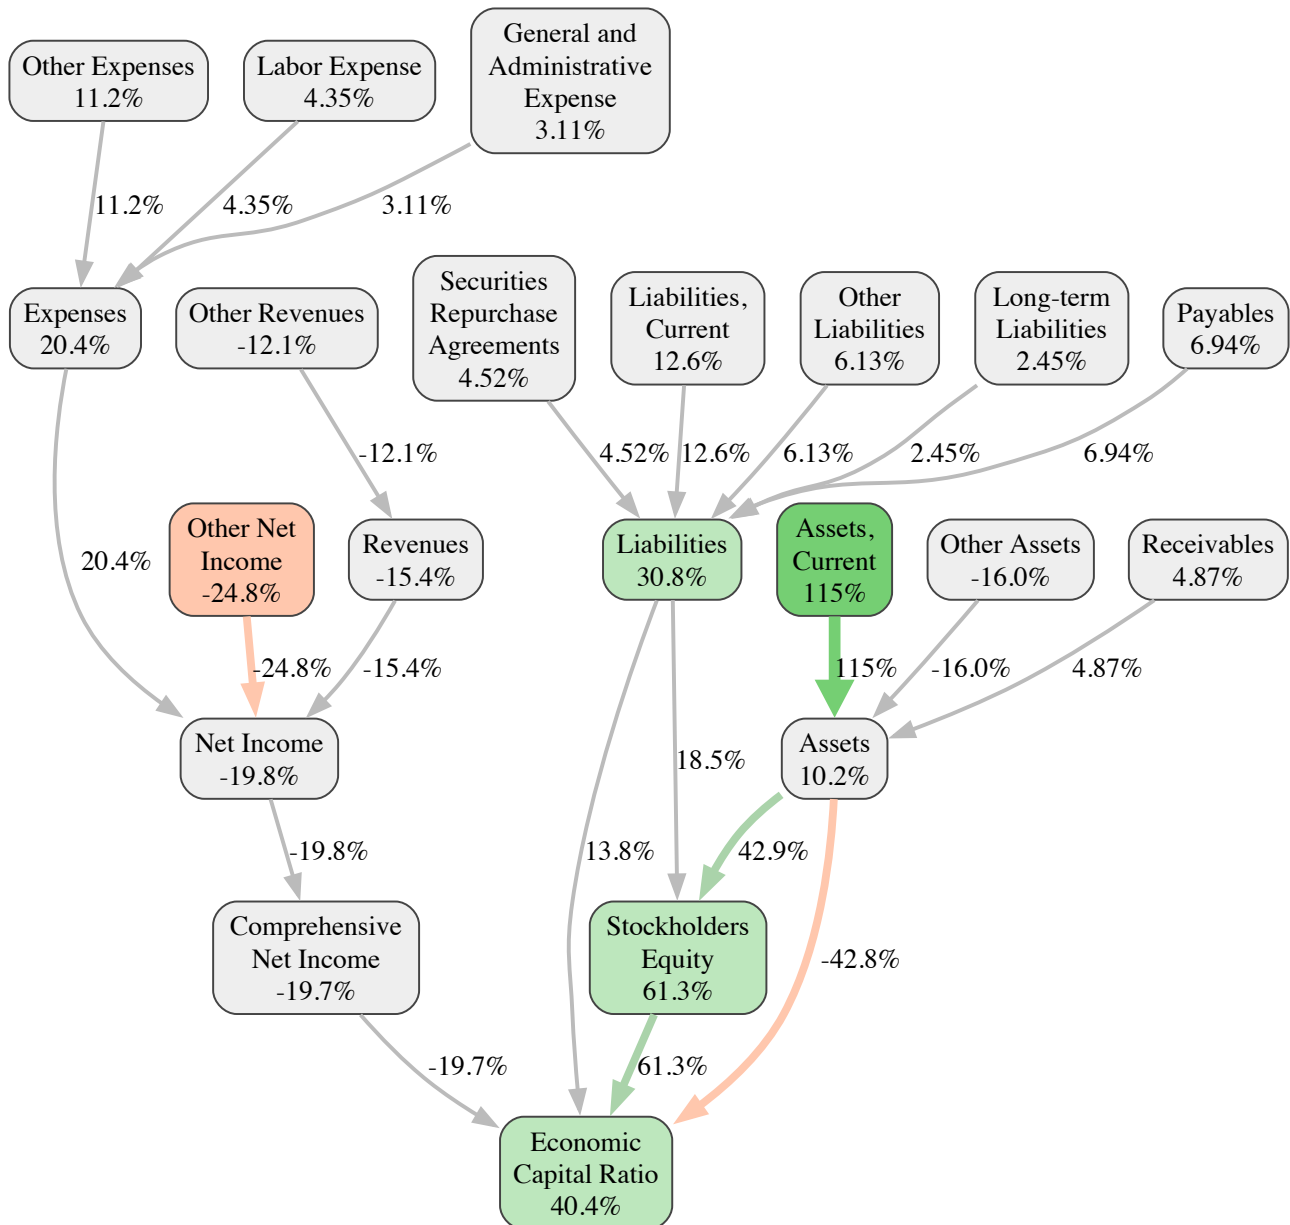 Other Expenses
11.2%
Labor Expense
4.35%
General and
Administrative
Expense
3.11%
11.2%
4.35%
3.11%
Expenses
20.4%
Other Revenues
-12.1%
Securities
Repurchase
Agreements
4.52%
Liabilities,
Current
12.6%
Other
Liabilities
6.13%
Long-term
Liabilities
2.45%
Payables
6.94%
-12.1%
4.52%
12.6%
6.13%
2.45%
6.94%
20.4%
Other Net
Income
-24.8%
Revenues
-15.4%
Liabilities
30.8%
Assets,
Current
115%
Other Assets
-16.0%
Receivables
4.87%
-24.8%
-15.4%
115%
-16.0%
4.87%
Net Income
-19.8%
18.5%
Assets
10.2%
-19.8%
13.8%
42.9%
Comprehensive
Net Income
-19.7%
Stockholders
Equity
61.3%
-42.8%
-19.7%
61.3%
Economic
Capital Ratio
40.4%